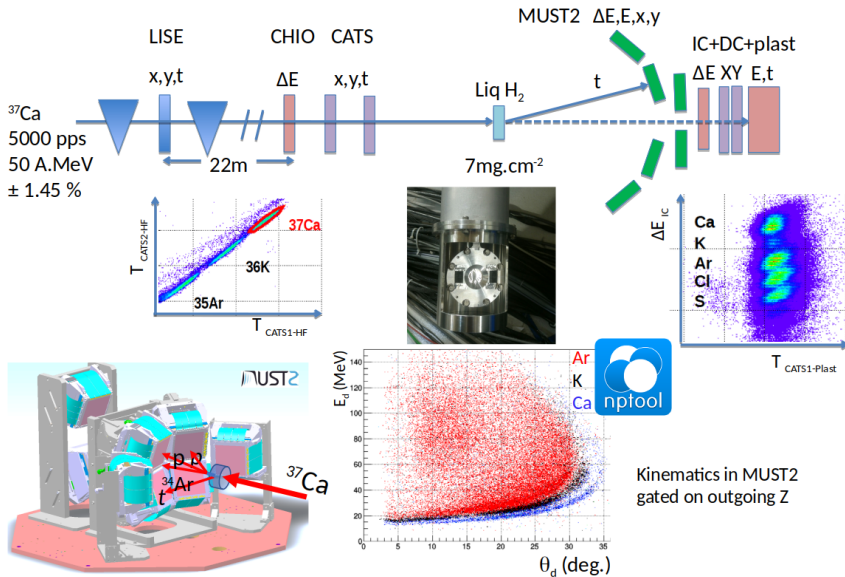 MUST2 ΔE,E,x,y
LISE
CHIO
CATS
IC+DC+plast
x,y,t
ΔE
x,y,t
Liq H₂
t
ΔE XY E,t
³⁷Ca
5000 pps
50 A.MeV
± 1.45 %
22m
7mg.cm⁻²
T CATS2-HF
37Ca
36K
35Ar
T CATS1-HF
ΔE IC
Ca
K
Ar
Cl
S
T CATS1-Plast
MUST2
p p
³⁴Ar
t
³⁷Ca
E_d (MeV)
140
120
100
80
60
40
20
0
0 5 10 15 20 25 30 35
θ_d (deg.)
Ar
K
Ca
nptool
Kinematics in MUST2
gated on outgoing Z